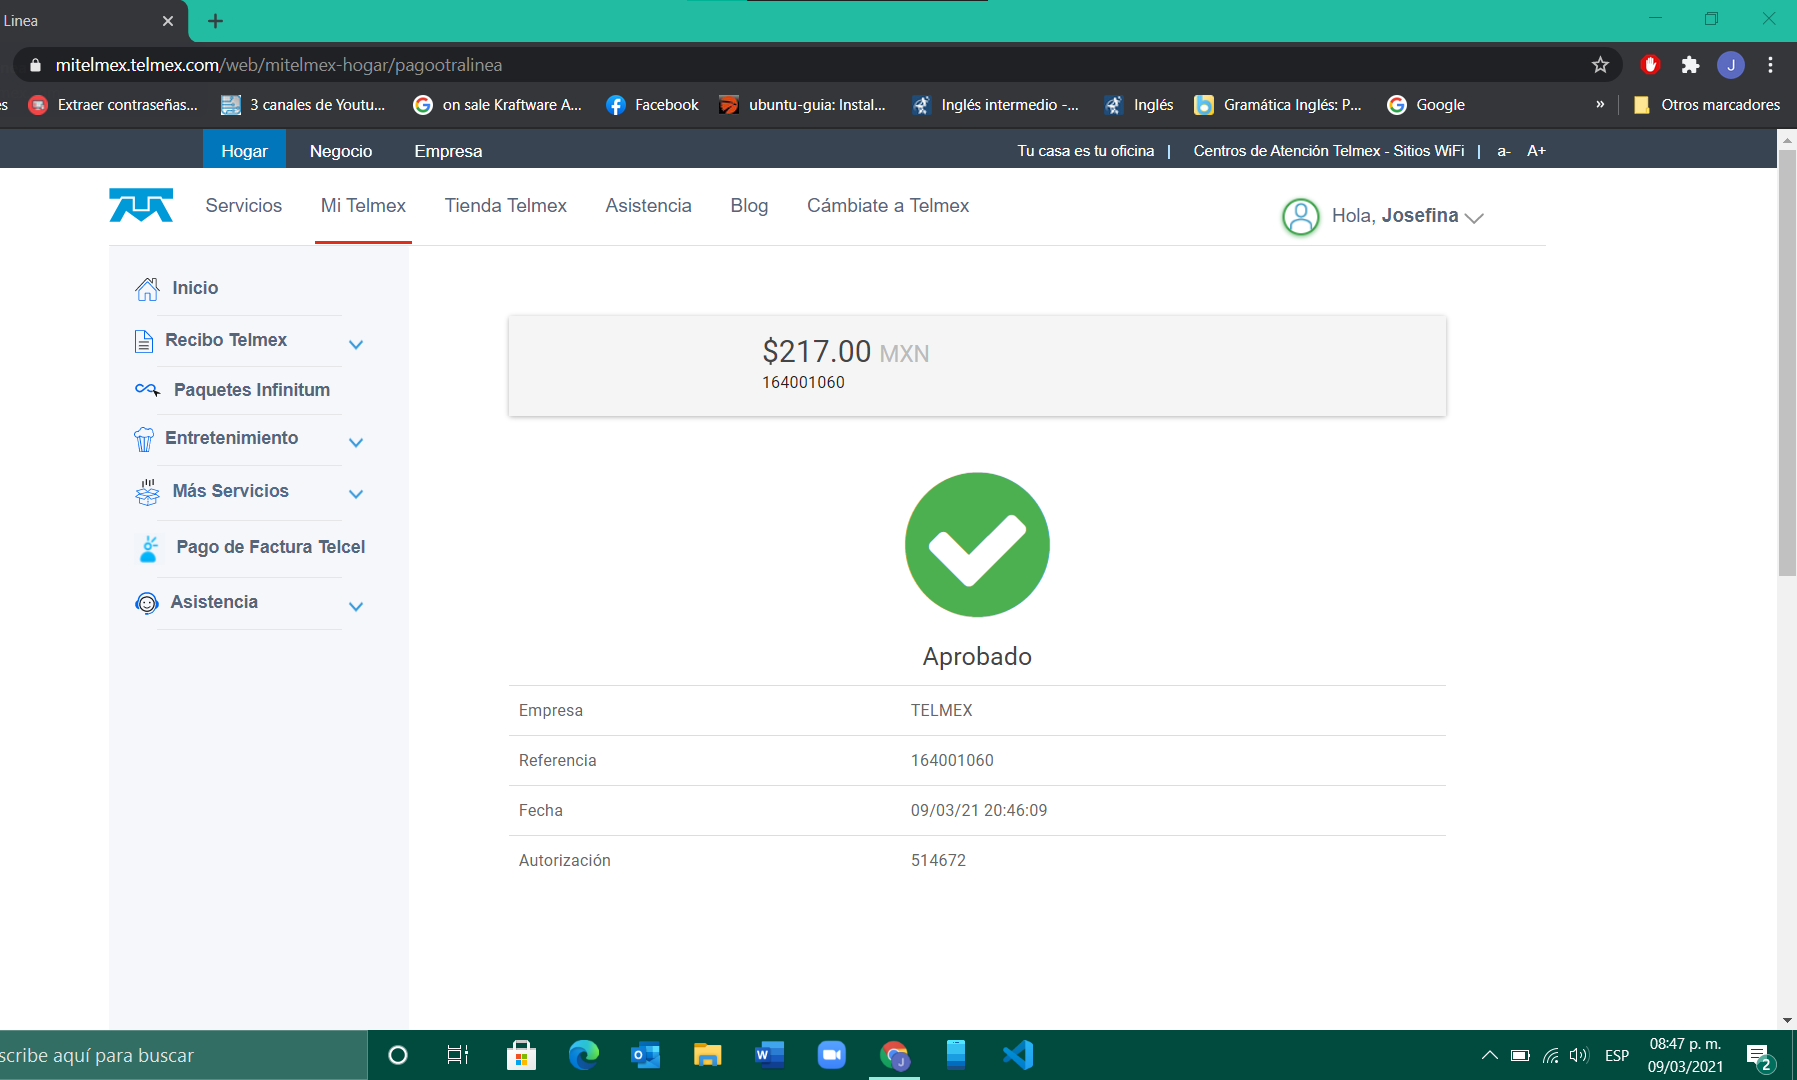 Linea
mitelmex.telmex.com/web/mitelmex-hogar/pagootralinea
J
es Extraer contraseñas... 3 canales de Youtu... on sale Kraftware A... Facebook ubuntu-guia: Instal... Inglés intermedio -... Inglés Gramática Inglés: P... Google » Otros marcadores
Hogar Negocio Empresa Tu casa es tu oficina | Centros de Atención Telmex - Sitios WiFi | a- A+
Servicios Mi Telmex Tienda Telmex Asistencia Blog Cámbiate a Telmex Hola, Josefina
Inicio
Recibo Telmex
Paquetes Infinitum
Entretenimiento
Más Servicios
Pago de Factura Telcel
Asistencia
$217.00 MXN
164001060
Aprobado
Empresa TELMEX
Referencia 164001060
Fecha 09/03/21 20:46:09
Autorización 514672
scribe aquí para buscar
ESP
08:47 p. m.
09/03/2021
2